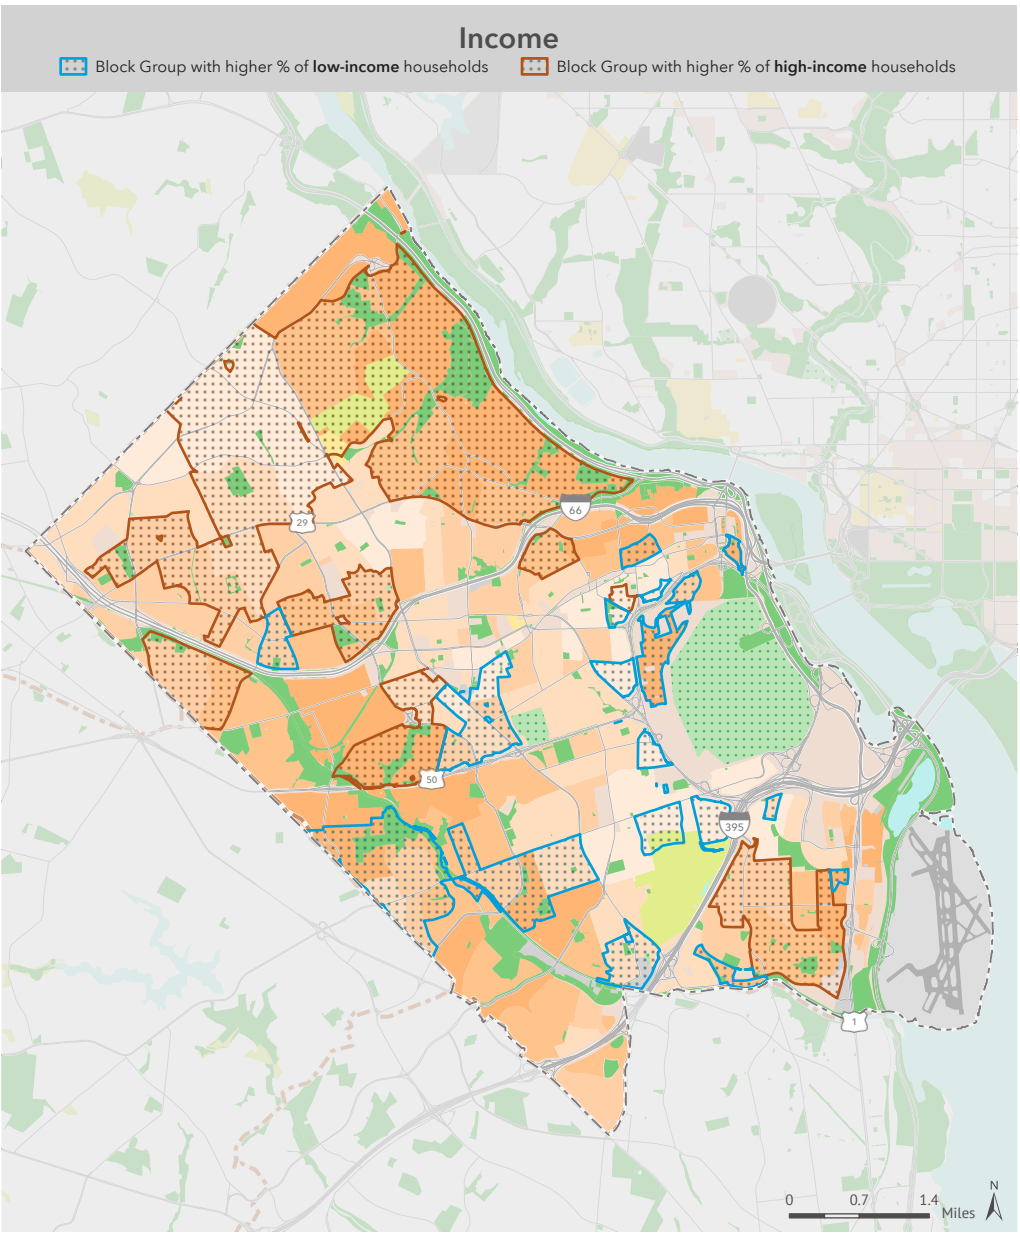 Income
Block Group with higher % of low-income households
Block Group with higher % of high-income households
66
29
50
395
1
N
0 0.7 1.4
Miles